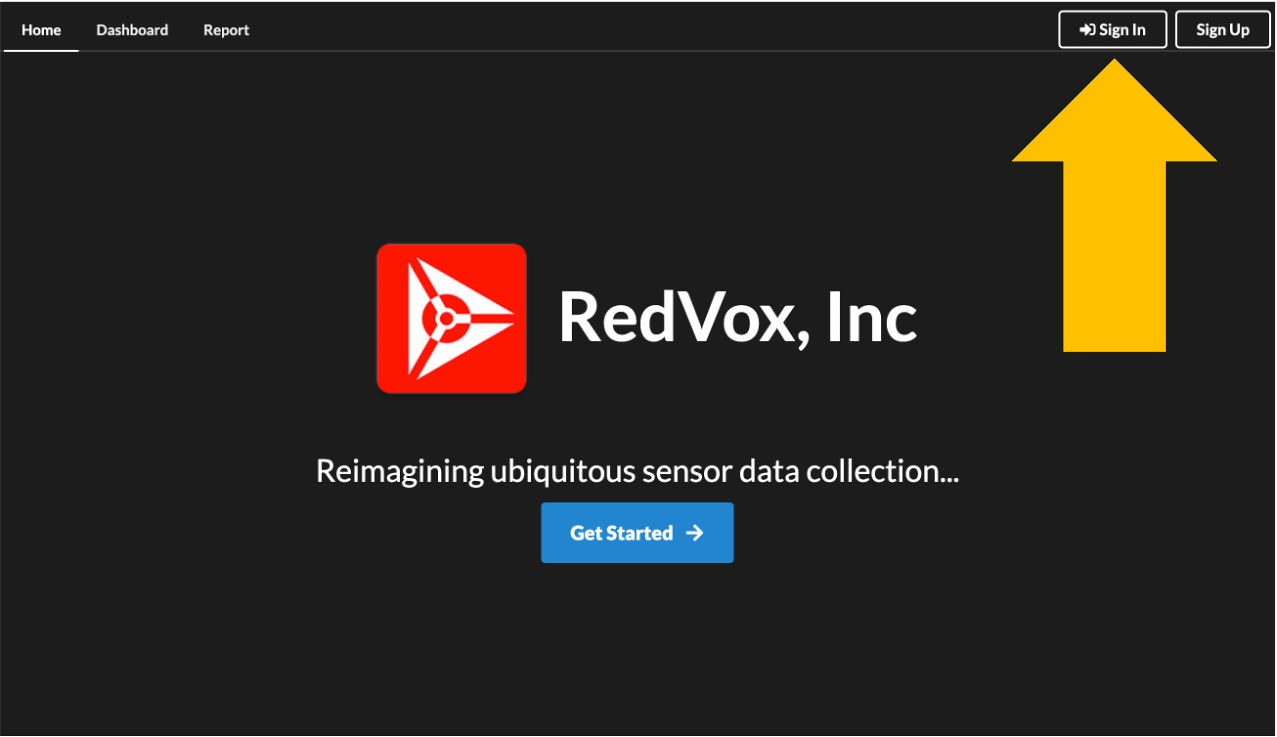 Home Dashboard Report Sign In Sign Up
RedVox, Inc
Reimagining ubiquitous sensor data collection...
Get Started